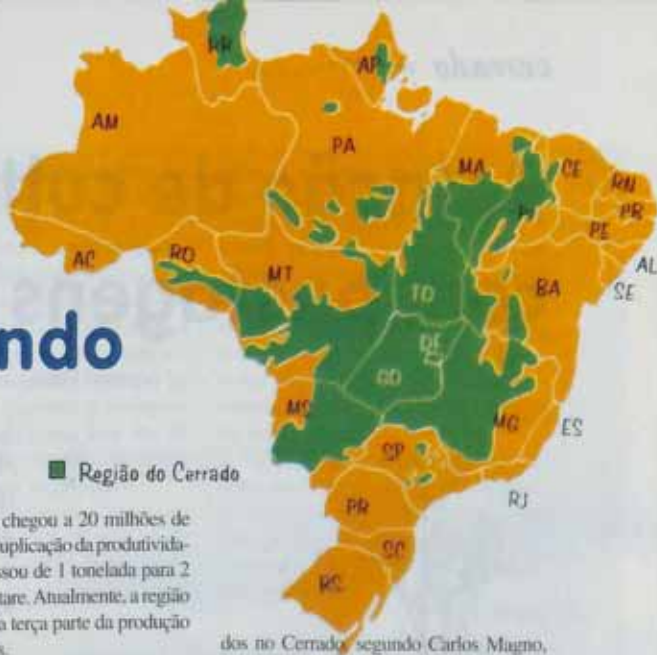 cerrado
RR
AP
AM
PA
MA
CE
RN
PB
PE
AL
SE
AC
RO
MT
TO
BA
DF
GO
MS
MG
ES
SP
RJ
PR
SC
RS
ndo
Região do Cerrado
chegou a 20 milhões de
uplicação da produtivida-
ssou de 1 tonelada para 2
tare. Atualmente, a região
a terça parte da produção
s.
dos no Cerrado, segundo Carlos Magno,